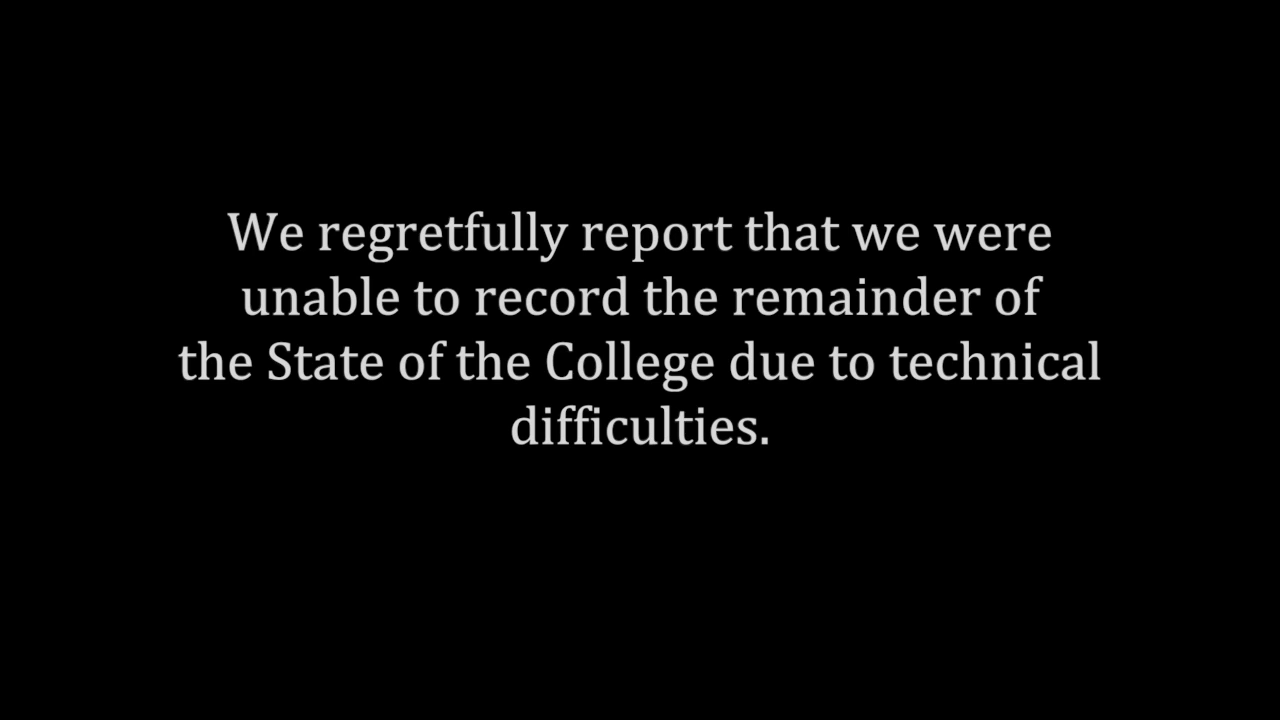 We regretfully report that we were
unable to record the remainder of
the State of the College due to technical
difficulties.